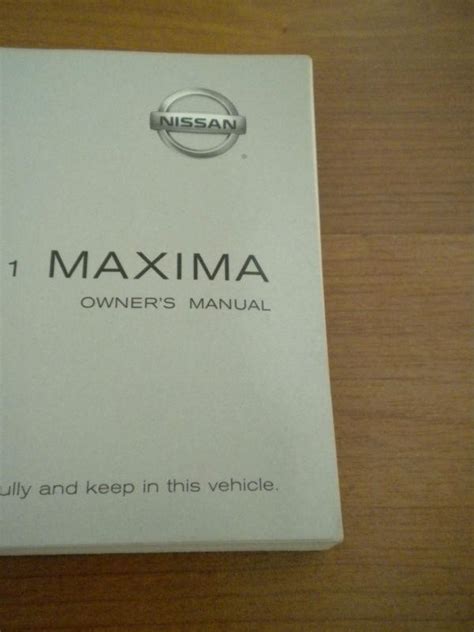 NISSAN
1 MAXIMA
OWNER'S MANUAL
ully and keep in this vehicle.